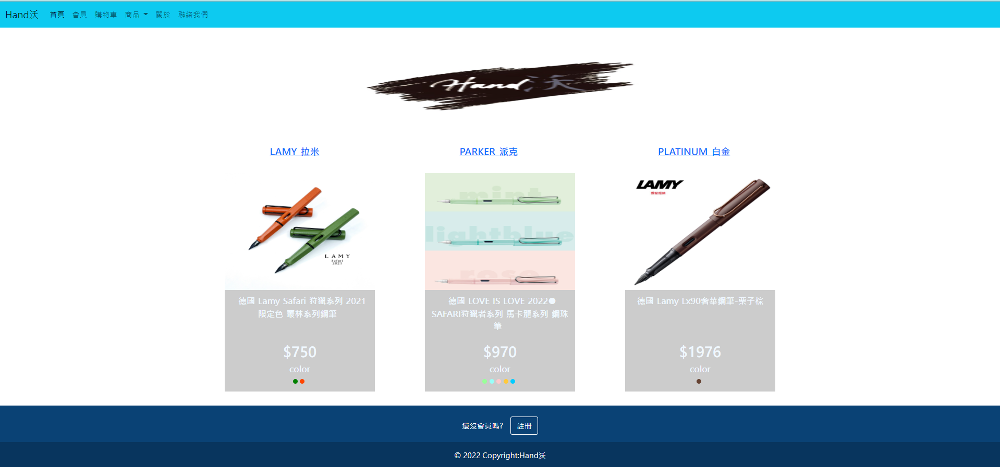 Hand沃 首頁 會員 購物車 商品 關於 聯絡我們
Hand沃
LAMY 拉米 PARKER 派克 PLATINUM 白金
LAMY
Safari
2021
德國 Lamy Safari 狩獵系列 2021
限定色 叢林系列鋼筆
$750
color
mint
lightblue
rose
德國 LOVE IS LOVE 2022●
SAFARI狩獵者系列 馬卡龍系列 鋼珠
筆
$970
color
LAMY
德國 Lamy Lx90奢華鋼筆-栗子棕
$1976
color
還沒會員嗎? 註冊
© 2022 Copyright:Hand沃